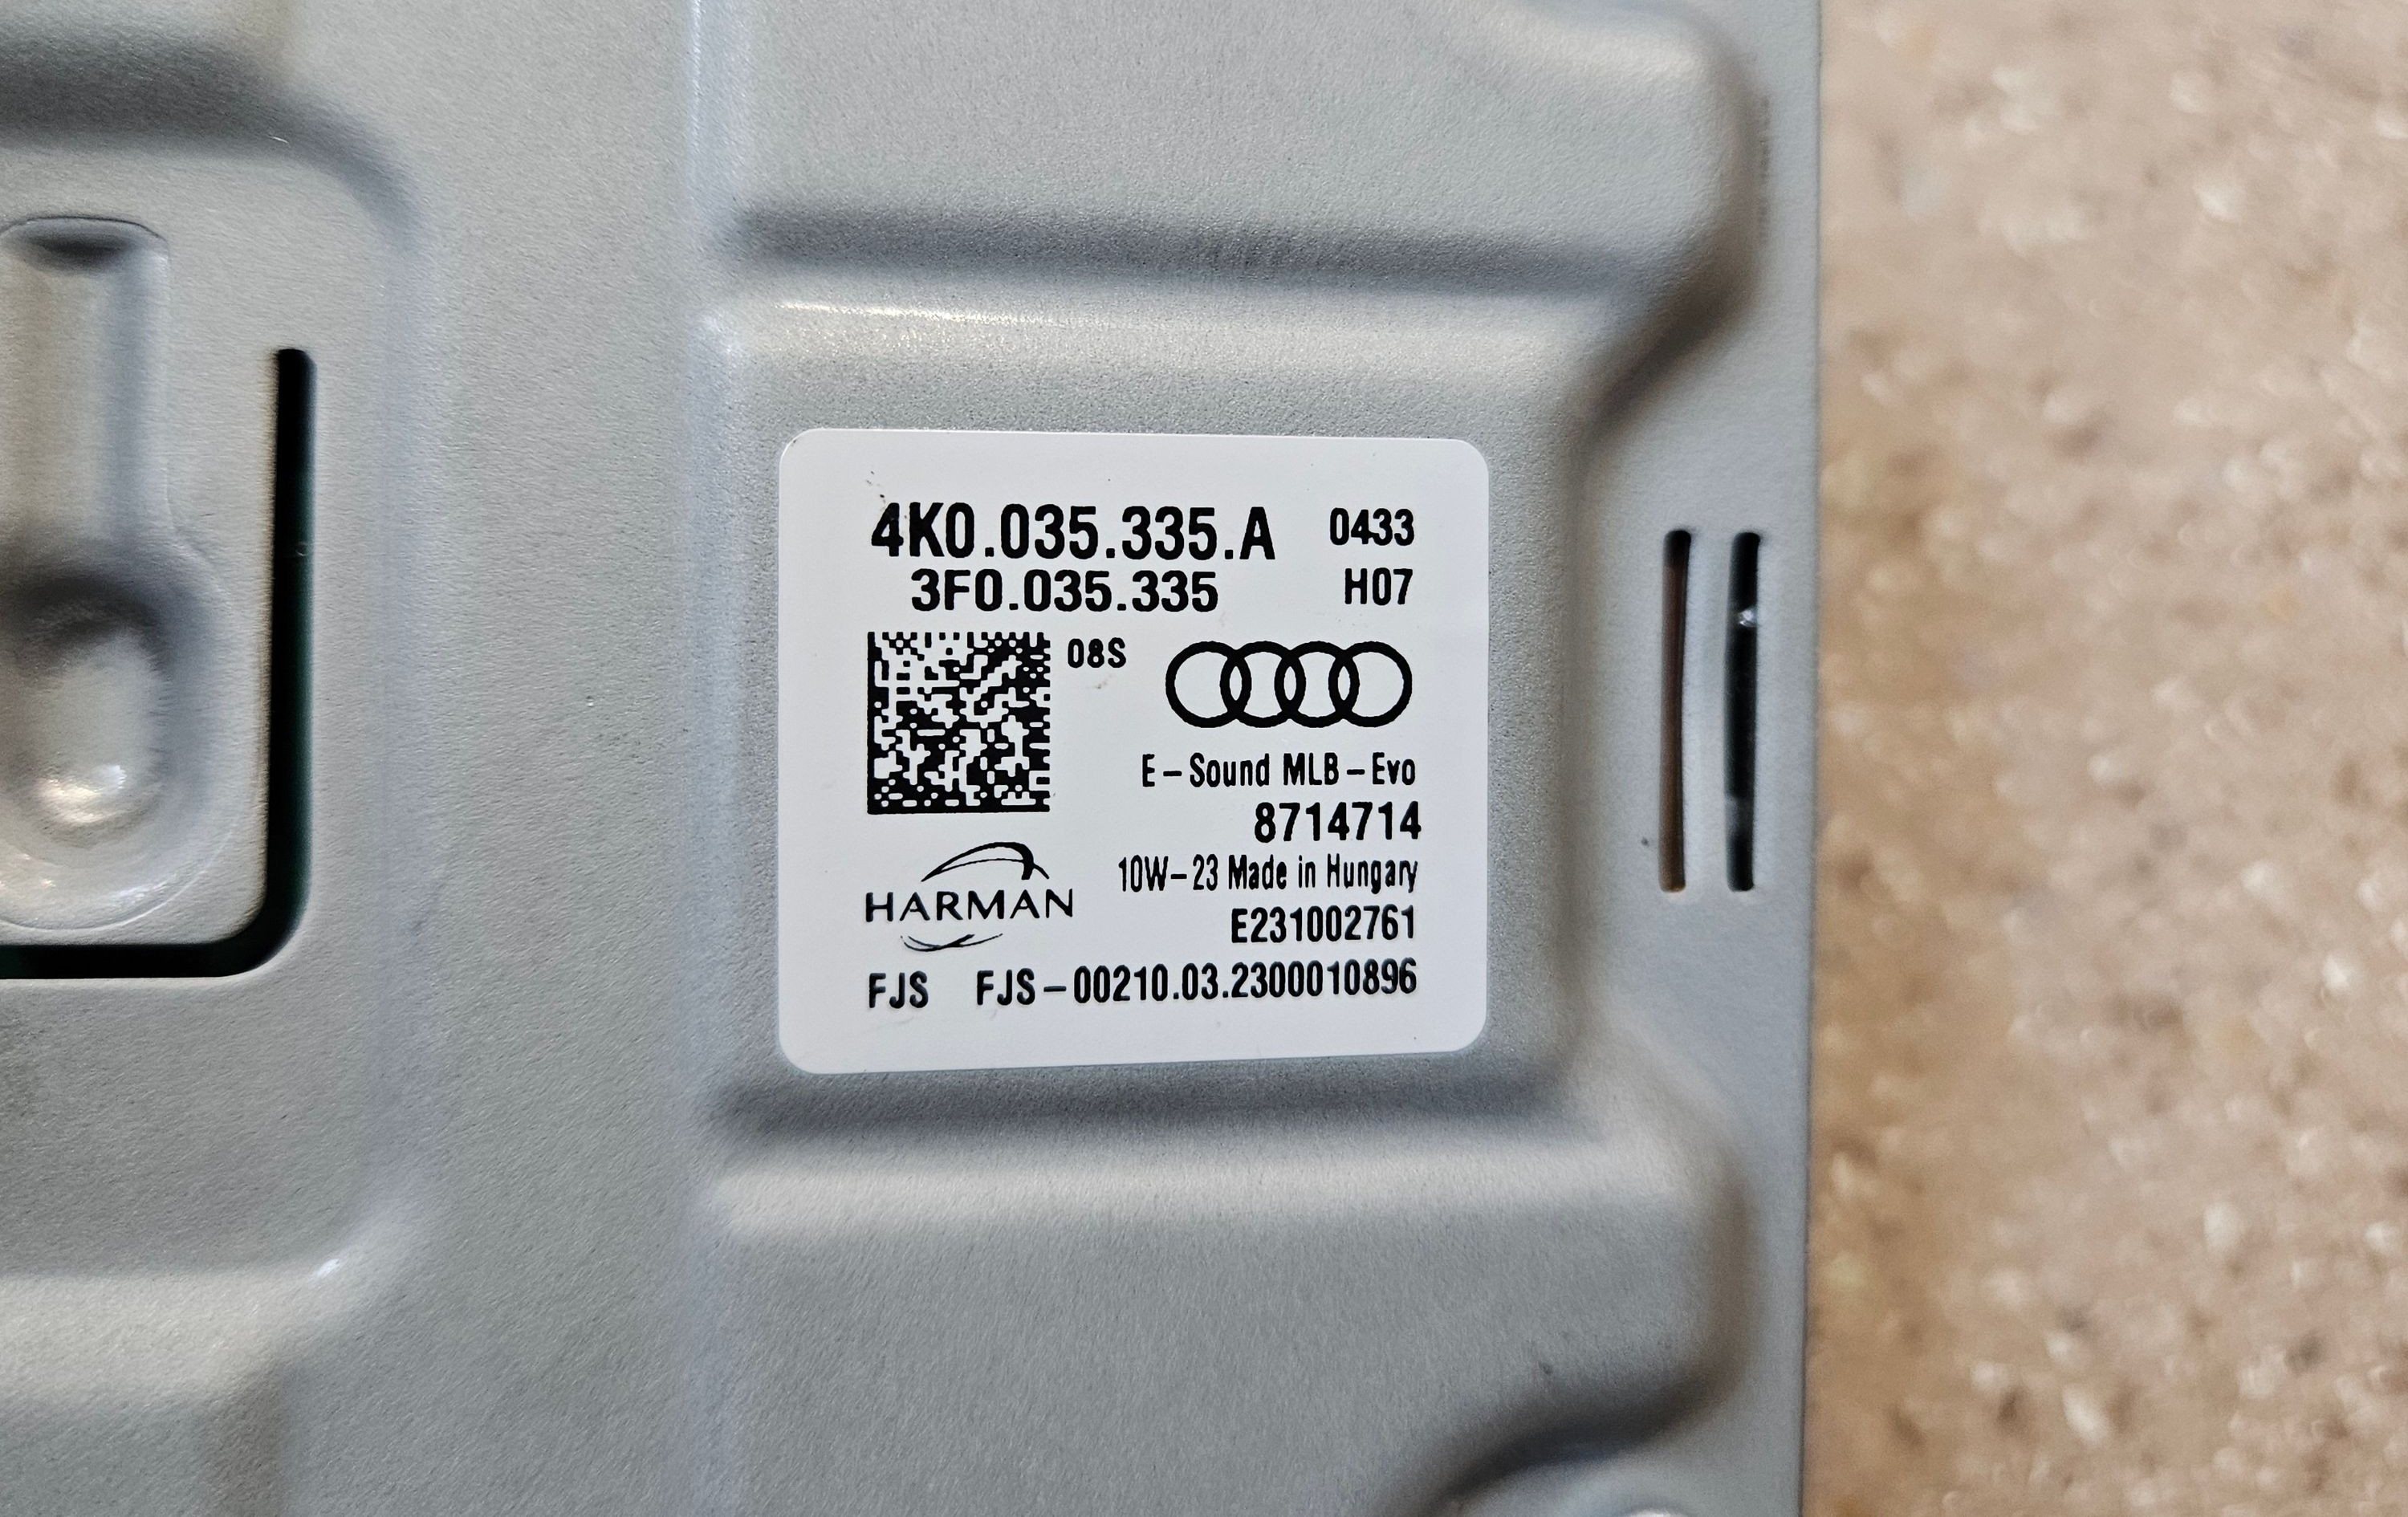 4K0.035.335.A 0433
3F0.035.335 H07
08S
E-Sound MLB-Evo
8714714
10W-23 Made in Hungary
E231002761
HARMAN
FJS FJS-00210.03.2300010896